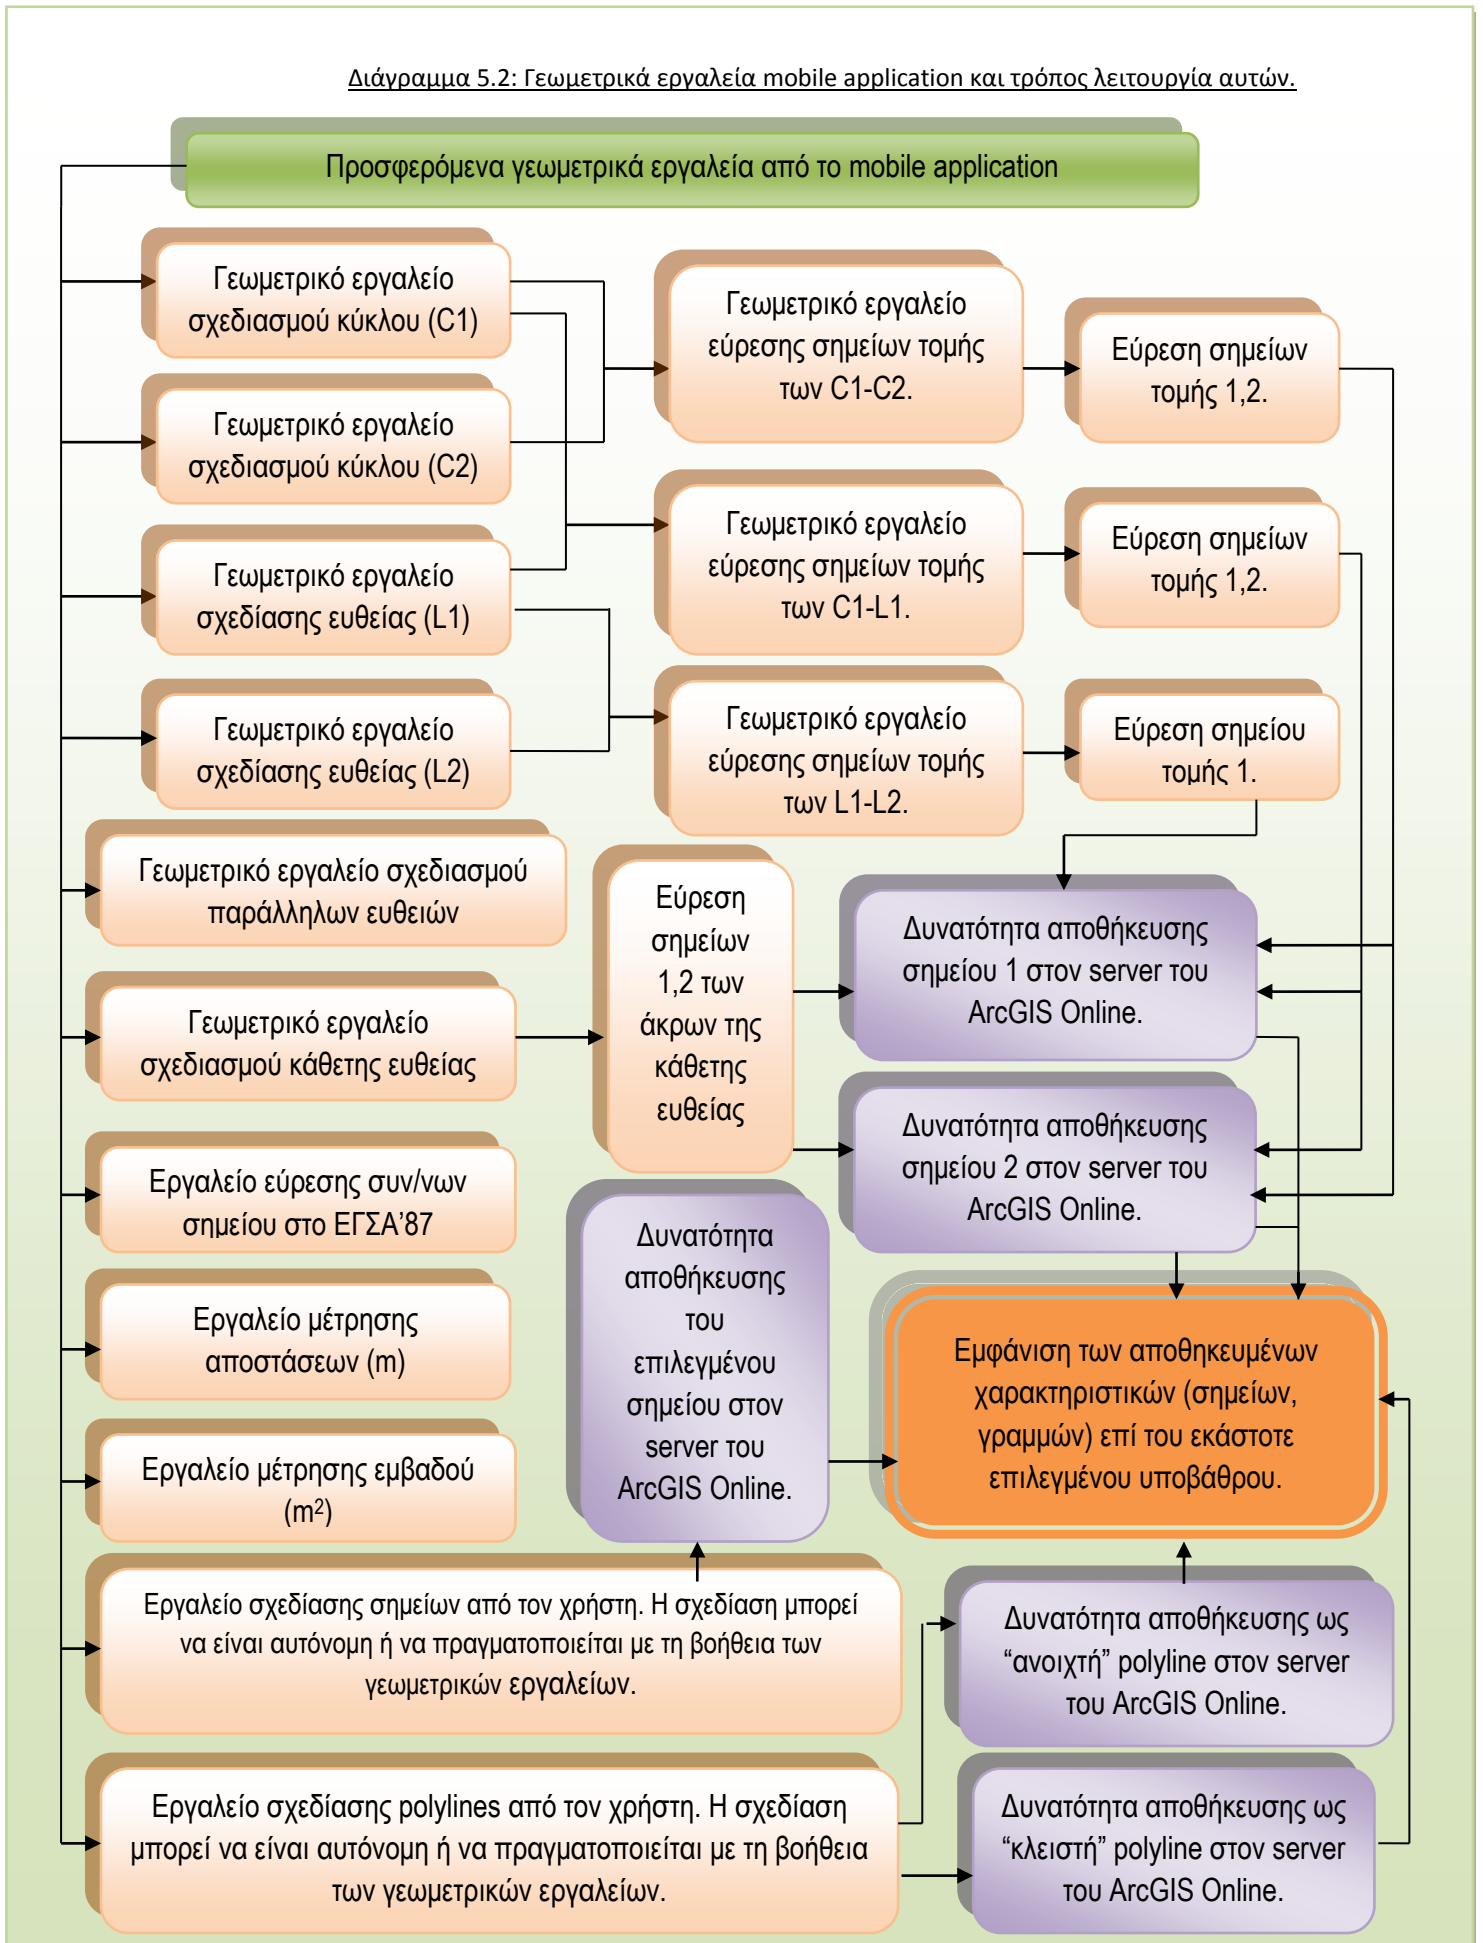 Διάγραμμα 5.2: Γεωμετρικά εργαλεία mobile application και τρόπος λειτουργία αυτών.
Προσφερόμενα γεωμετρικά εργαλεία από το mobile application
Γεωμετρικό εργαλείο
σχεδιασμού κύκλου (C1)
Γεωμετρικό εργαλείο
εύρεσης σημείων τομής
των C1-C2.
Εύρεση σημείων
τομής 1,2.
Γεωμετρικό εργαλείο
σχεδιασμού κύκλου (C2)
Γεωμετρικό εργαλείο
εύρεσης σημείων τομής
των C1-L1.
Εύρεση σημείων
τομής 1,2.
Γεωμετρικό εργαλείο
σχεδίασης ευθείας (L1)
Γεωμετρικό εργαλείο
σχεδίασης ευθείας (L2)
Γεωμετρικό εργαλείο
εύρεσης σημείων τομής
των L1-L2.
Εύρεση σημείου
τομής 1.
Γεωμετρικό εργαλείο σχεδιασμού
παράλληλων ευθειών
Γεωμετρικό εργαλείο
σχεδιασμού κάθετης ευθείας
Εύρεση
σημείων
1,2 των
άκρων της
κάθετης
ευθείας
Δυνατότητα αποθήκευσης
σημείου 1 στον server του
ArcGIS Online.
Δυνατότητα αποθήκευσης
σημείου 2 στον server του
ArcGIS Online.
Εργαλείο εύρεσης συν/νων
σημείου στο ΕΓΣΑ'87
Εργαλείο μέτρησης
αποστάσεων (m)
Εργαλείο μέτρησης εμβαδού
(m²)
Δυνατότητα
αποθήκευσης
του
επιλεγμένου
σημείου στον
server του
ArcGIS Online.
Εμφάνιση των αποθηκευμένων
χαρακτηριστικών (σημείων,
γραμμών) επί του εκάστοτε
επιλεγμένου υποβάθρου.
Εργαλείο σχεδίασης σημείων από τον χρήστη. Η σχεδίαση μπορεί
να είναι αυτόνομη ή να πραγματοποιείται με τη βοήθεια των
γεωμετρικών εργαλείων.
Δυνατότητα αποθήκευσης ως
“ανοιχτή” polyline στον server
του ArcGIS Online.
Εργαλείο σχεδίασης polylines από τον χρήστη. Η σχεδίαση
μπορεί να είναι αυτόνομη ή να πραγματοποιείται με τη βοήθεια
των γεωμετρικών εργαλείων.
Δυνατότητα αποθήκευσης ως
“κλειστή” polyline στον server
του ArcGIS Online.